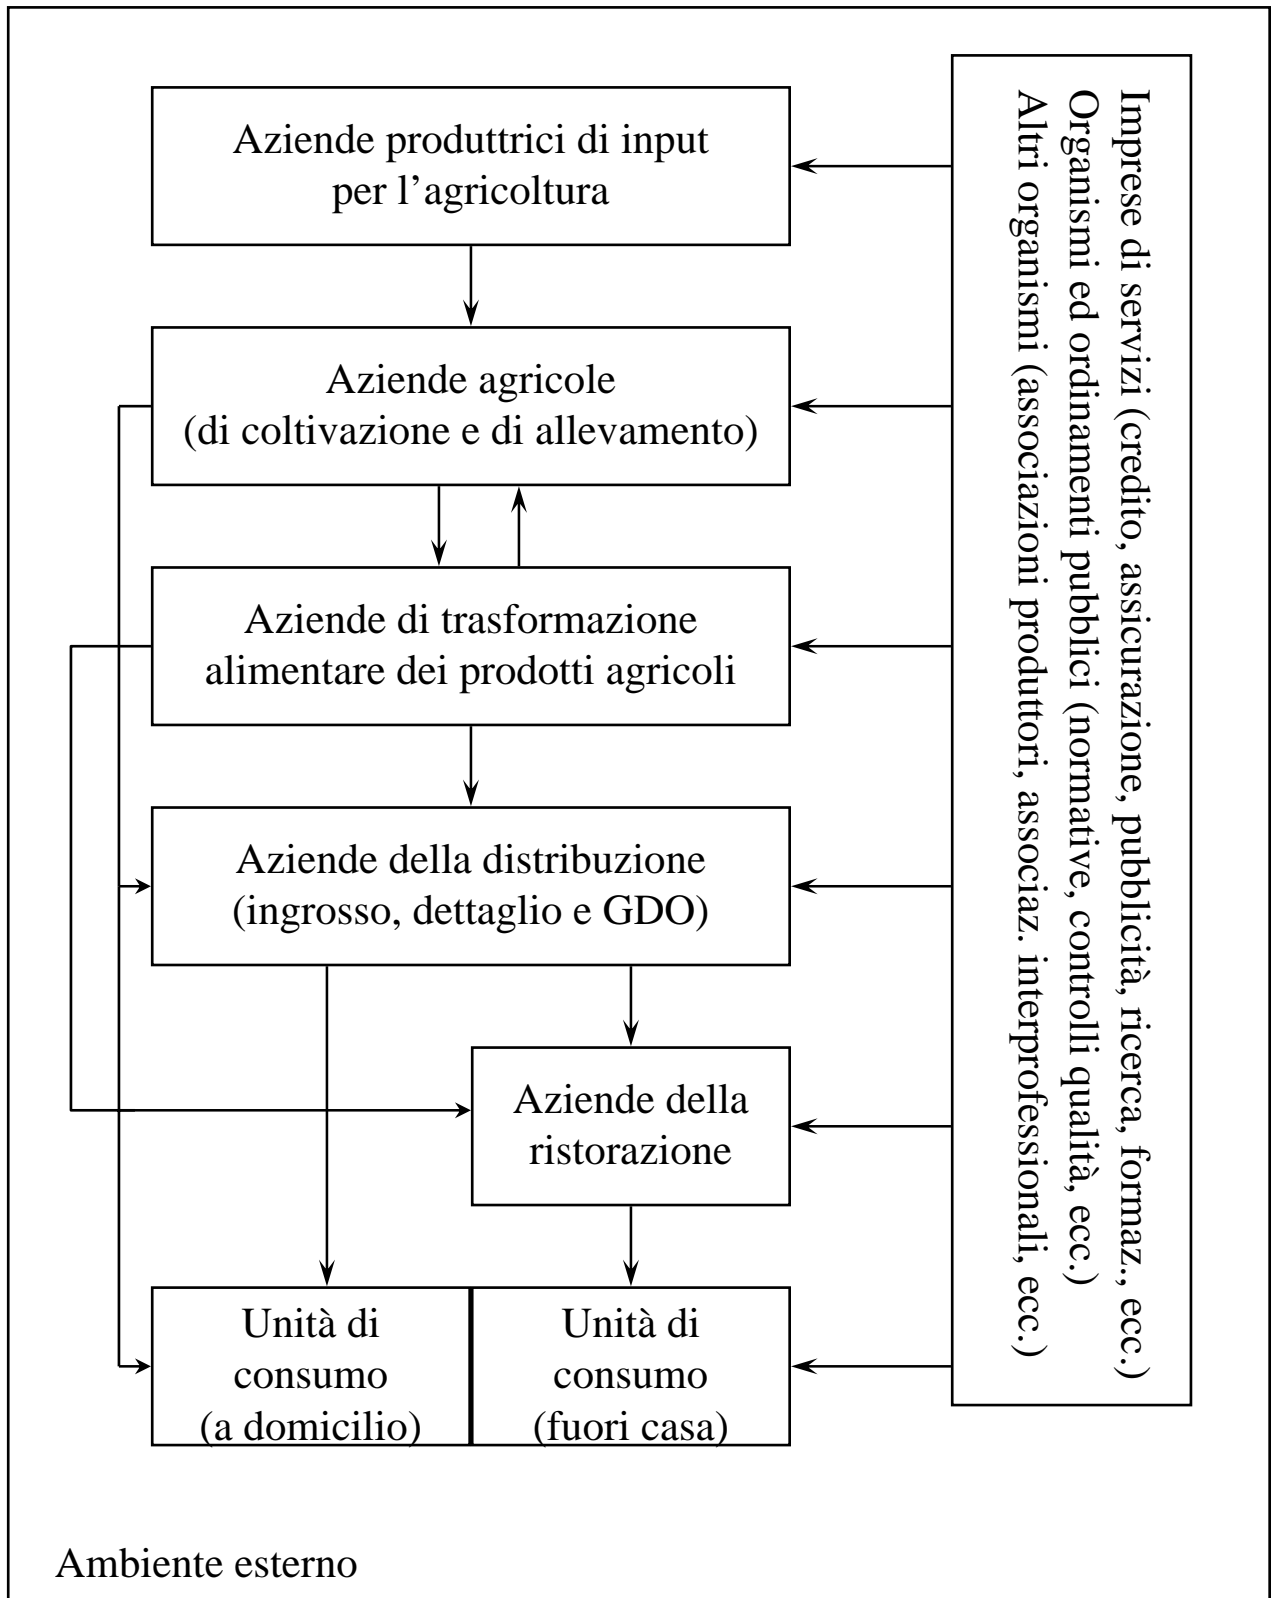 Aziende produttrici di input
per l’agricoltura
Aziende agricole
(di coltivazione e di allevamento)
Aziende di trasformazione
alimentare dei prodotti agricoli
Aziende della distribuzione
(ingrosso, dettaglio e GDO)
Aziende della
ristorazione
Unità di
consumo
(a domicilio)
Unità di
consumo
(fuori casa)
Imprese di servizi (credito, assicurazione, pubblicità, ricerca, formaz., ecc.)
Organismi ed ordinamenti pubblici (normative, controlli qualità, ecc.)
Altri organismi (associazioni produttori, associaz. interprofessionali, ecc.)
Ambiente esterno